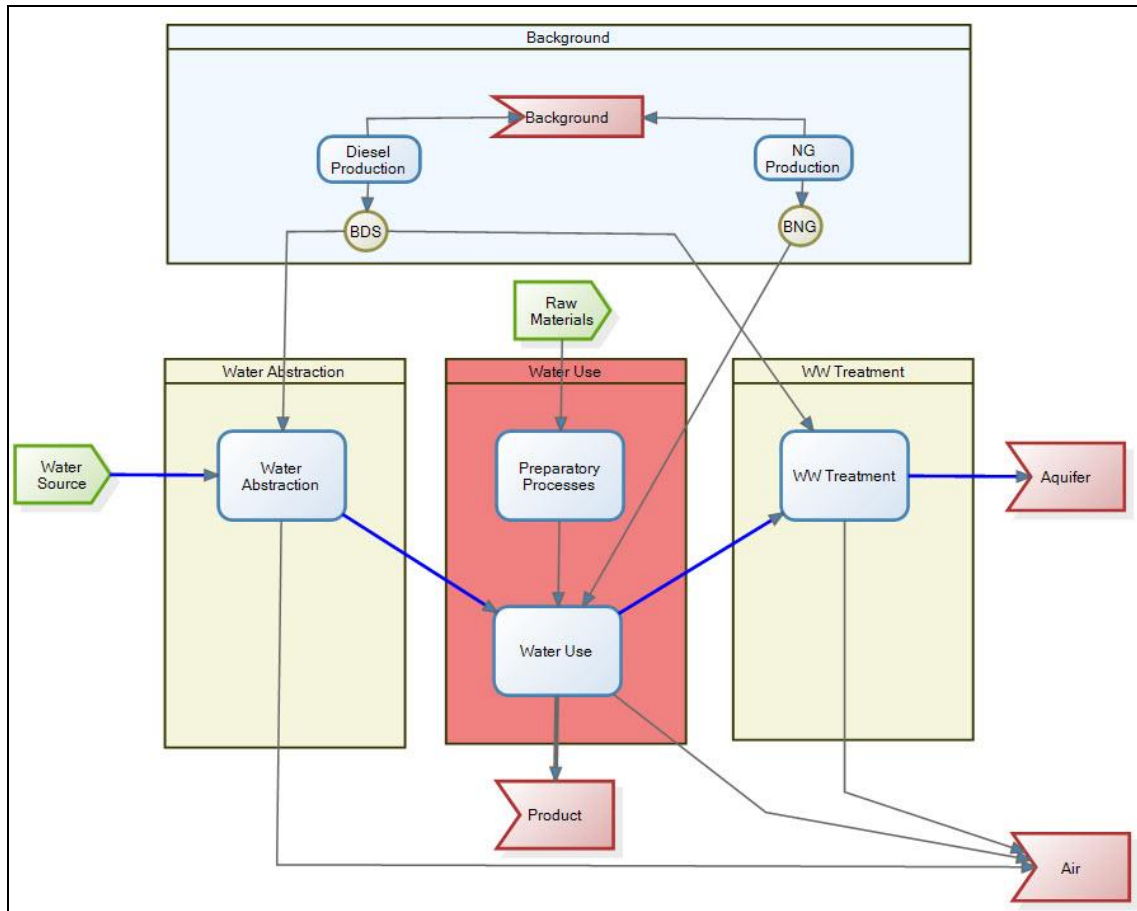 Background
Background
Diesel
Production
NG
Production
BDS
BNG
Raw
Materials
Water Abstraction
Water Use
WW Treatment
Water
Source
Water
Abstraction
Preparatory
Processes
WW Treatment
Aquifer
Water Use
Product
Air